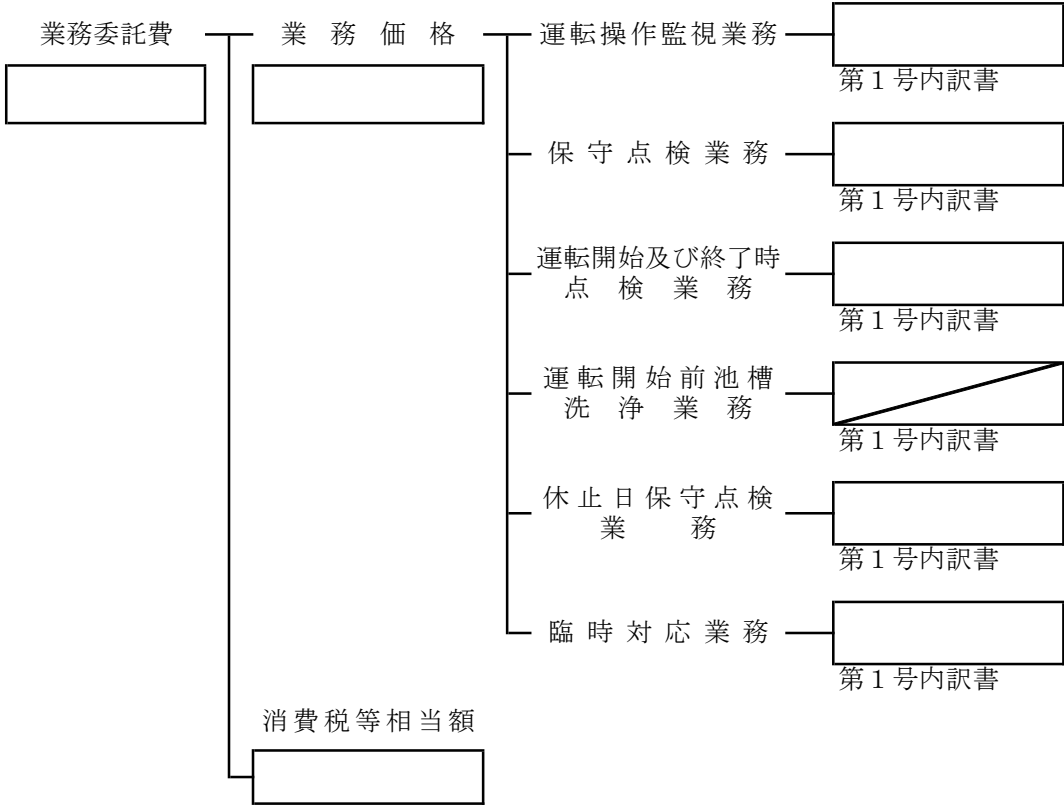 業務委託費
業務価格
運転操作監視業務
第１号内訳書
保守点検業務
第１号内訳書
運転開始及び終了時
点検業務
第１号内訳書
運転開始前池槽
洗浄業務
第１号内訳書
休止日保守点検
業務
第１号内訳書
臨時対応業務
第１号内訳書
消費税等相当額